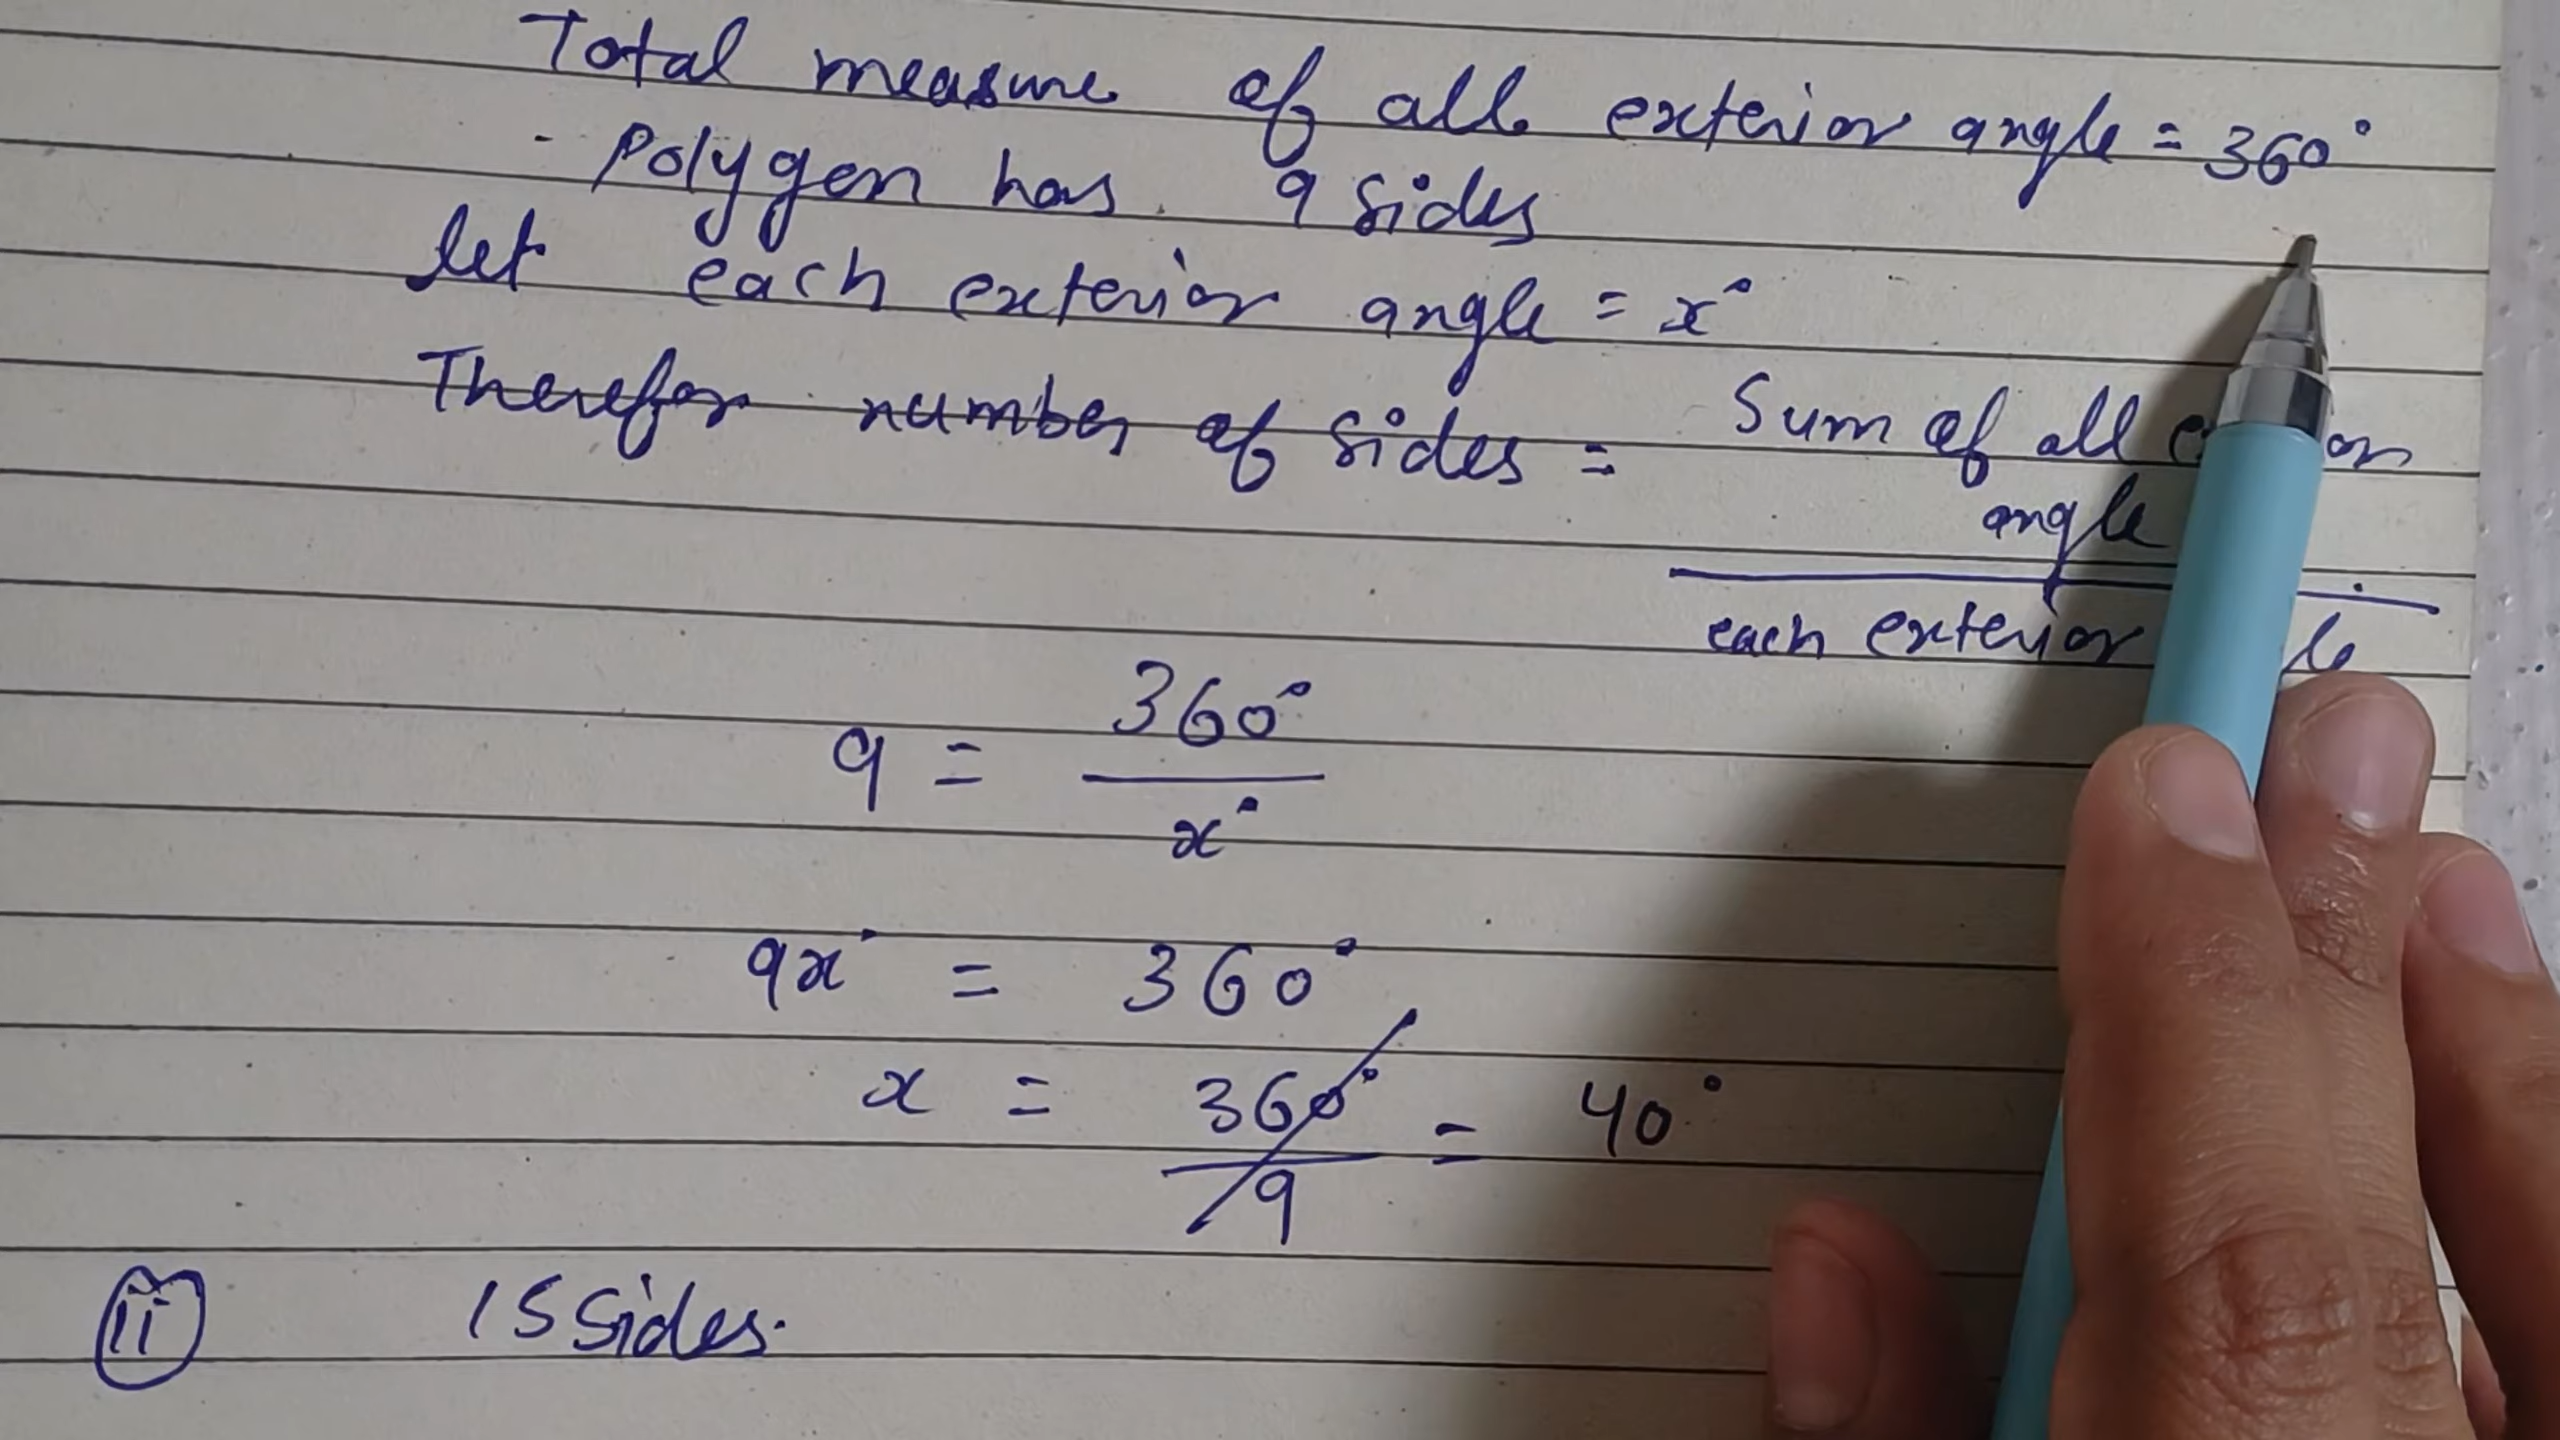 Total measure of all exterior angle = 360°
Polygen has 9 sides
let each exterior angle = x°
Therefor number of sides = Sum of all
angle
each exterior
9 = 360° / x°
9x° = 360°
x = 360° / 9 = 40°
ii 15 Sides.